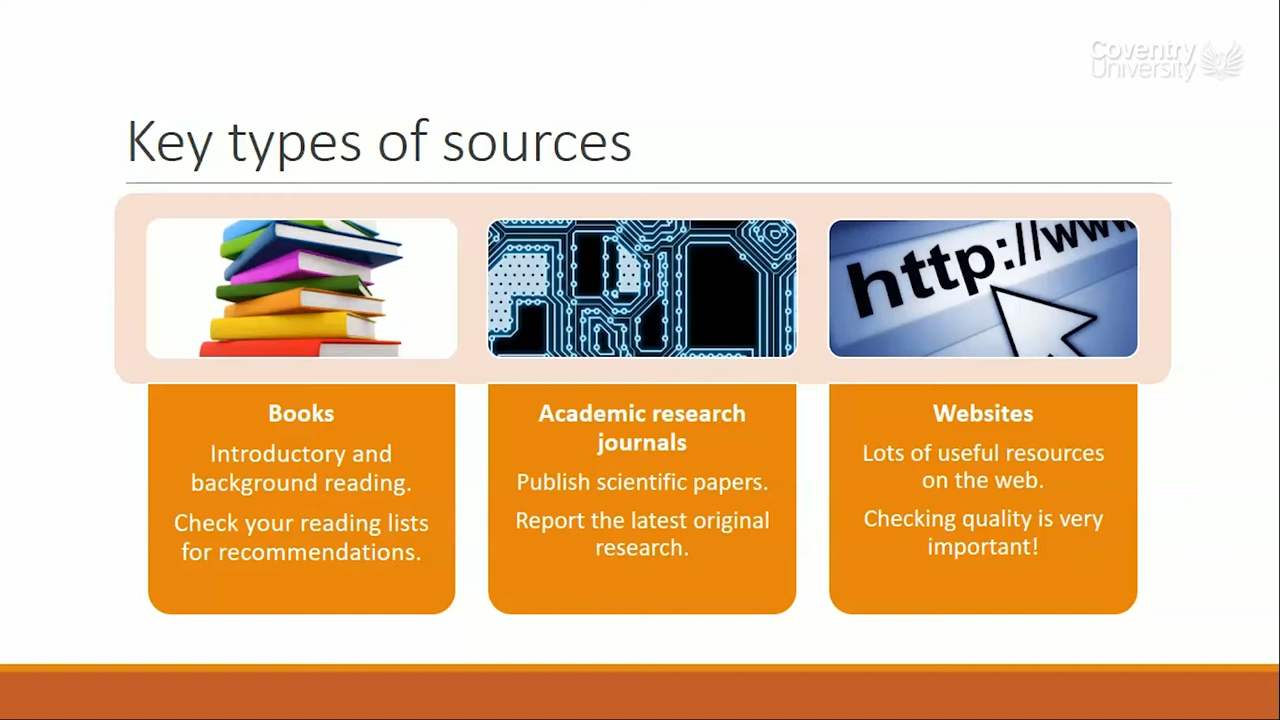 Coventry
University
Key types of sources
http://www
Books
Introductory and
background reading.
Check your reading lists
for recommendations.
Academic research
journals
Publish scientific papers.
Report the latest original
research.
Websites
Lots of useful resources
on the web.
Checking quality is very
important!